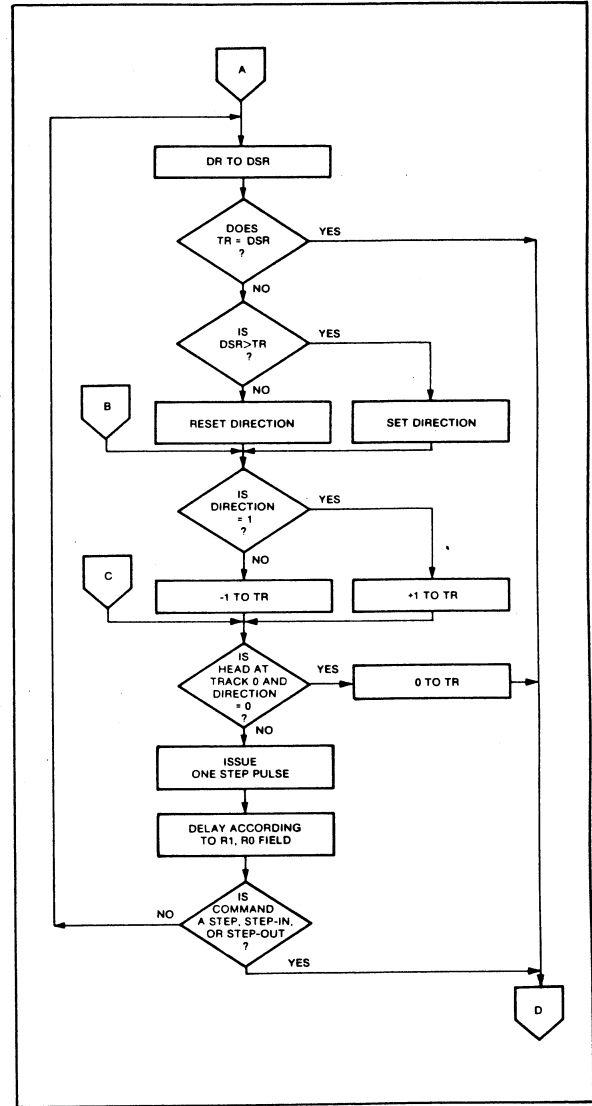 A
DR TO DSR
DOES
TR = DSR
?
YES
NO
IS
DSR>TR
?
YES
NO
B
RESET DIRECTION
SET DIRECTION
IS
DIRECTION
= 1
?
YES
NO
C
-1 TO TR
+1 TO TR
IS
HEAD AT
TRACK 0 AND
DIRECTION
= 0
?
YES
0 TO TR
NO
ISSUE
ONE STEP PULSE
DELAY ACCORDING
TO R1, R0 FIELD
IS
COMMAND
A STEP, STEP-IN,
OR STEP-OUT
?
NO
YES
D